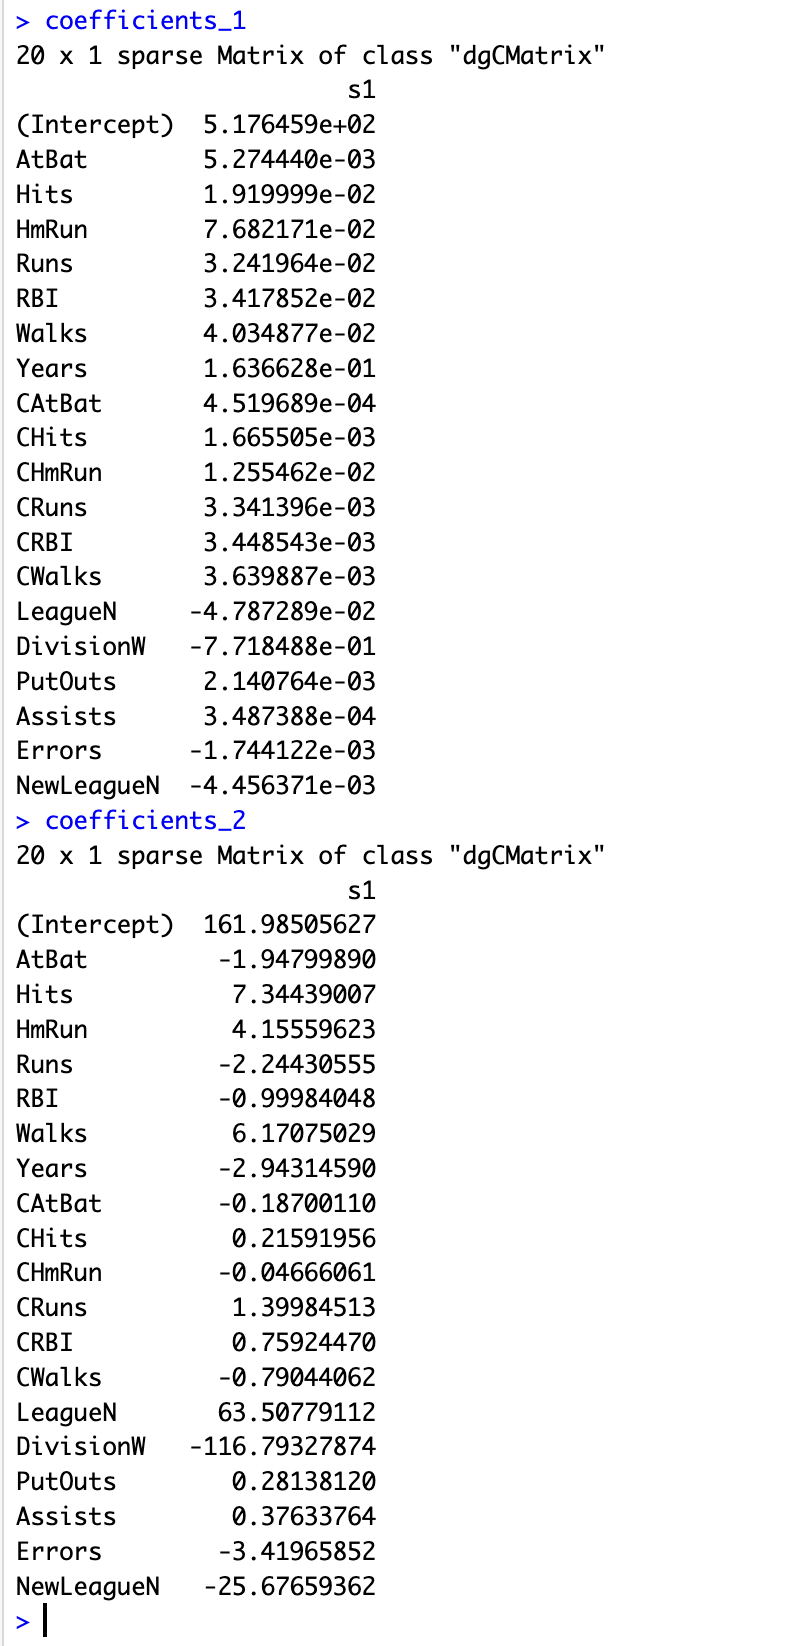 > coefficients_1
20 x 1 sparse Matrix of class "dgCMatrix"
                       s1
(Intercept)  5.176459e+02
AtBat        5.274440e-03
Hits         1.919999e-02
HmRun        7.682171e-02
Runs         3.241964e-02
RBI          3.417852e-02
Walks        4.034877e-02
Years        1.636628e-01
CAtBat       4.519689e-04
CHits        1.665505e-03
CHmRun       1.255462e-02
CRuns        3.341396e-03
CRBI         3.448543e-03
CWalks       3.639887e-03
LeagueN     -4.787289e-02
DivisionW   -7.718488e-01
PutOuts      2.140764e-03
Assists      3.487388e-04
Errors      -1.744122e-03
NewLeagueN  -4.456371e-03
> coefficients_2
20 x 1 sparse Matrix of class "dgCMatrix"
                       s1
(Intercept)  161.98505627
AtBat         -1.94799890
Hits           7.34439007
HmRun          4.15559623
Runs          -2.24430555
RBI           -0.99984048
Walks          6.17075029
Years         -2.94314590
CAtBat        -0.18700110
CHits          0.21591956
CHmRun        -0.04666061
CRuns          1.39984513
CRBI           0.75924470
CWalks        -0.79044062
LeagueN       63.50779112
DivisionW   -116.79327874
PutOuts        0.28138120
Assists        0.37633764
Errors        -3.41965852
NewLeagueN   -25.67659362
>